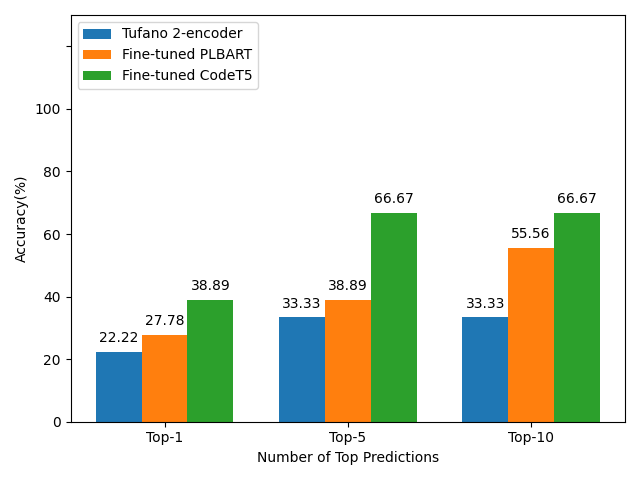 Tufano 2-encoder
Fine-tuned PLBART
Fine-tuned CodeT5
100
80
60
40
20
0
Accuracy(%)
22.22
27.78
38.89
33.33
38.89
66.67
33.33
55.56
66.67
Top-1
Top-5
Top-10
Number of Top Predictions